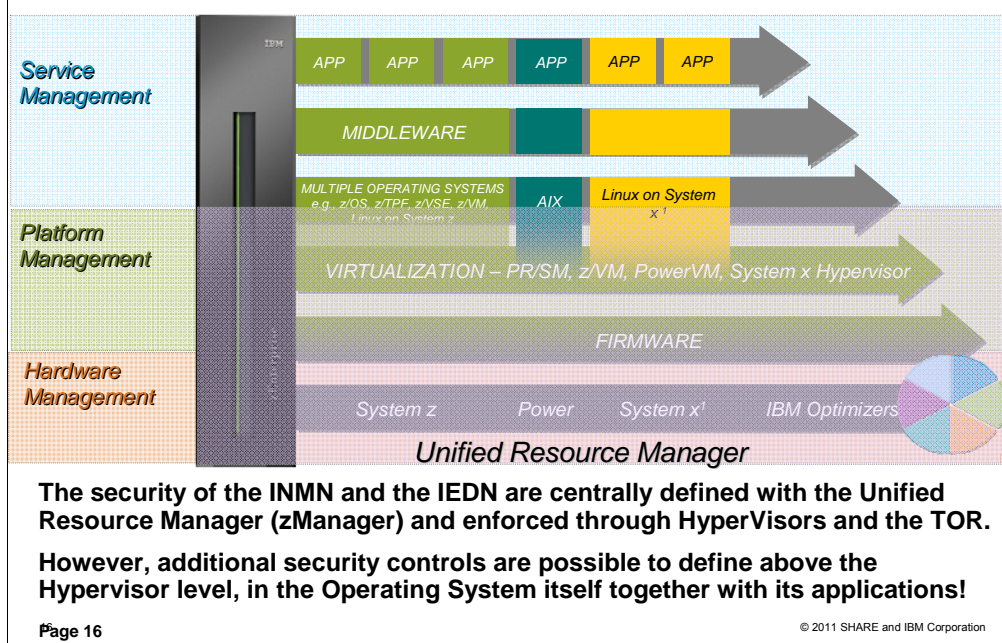 Service
Management
IBM
APP APP APP APP APP APP
MIDDLEWARE
MULTIPLE OPERATING SYSTEMS
e.g., z/OS, z/TPF, z/VSE, z/VM,
Linux on System z
AIX
Linux on System
x 1
Platform
Management
VIRTUALIZATION – PR/SM, z/VM, PowerVM, System x Hypervisor
FIRMWARE
zEnterprise
Hardware
Management
System z Power System x1 IBM Optimizers
Unified Resource Manager
The security of the INMN and the IEDN are centrally defined with the Unified
Resource Manager (zManager) and enforced through HyperVisors and the TOR.
However, additional security controls are possible to define above the
Hypervisor level, in the Operating System itself together with its applications!
Page 16
© 2011 SHARE and IBM Corporation